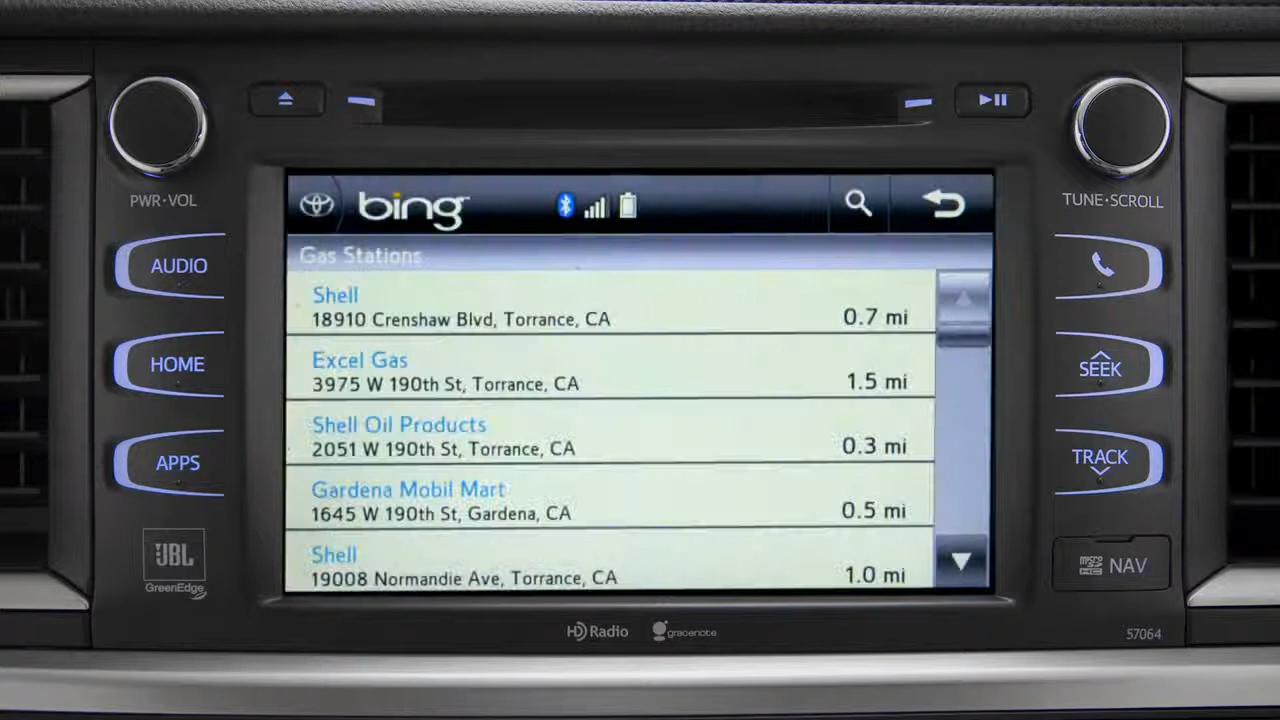 PWR·VOL
TUNE·SCROLL
AUDIO
HOME
APPS
JBL
GreenEdge
bing
Gas Stations
Shell
18910 Crenshaw Blvd, Torrance, CA
0.7 mi
Excel Gas
3975 W 190th St, Torrance, CA
1.5 mi
Shell Oil Products
2051 W 190th St, Torrance, CA
0.3 mi
Gardena Mobil Mart
1645 W 190th St, Gardena, CA
0.5 mi
Shell
19008 Normandie Ave, Torrance, CA
1.0 mi
SEEK
TRACK
micro SD HC NAV
HD Radio
gracenote
57064